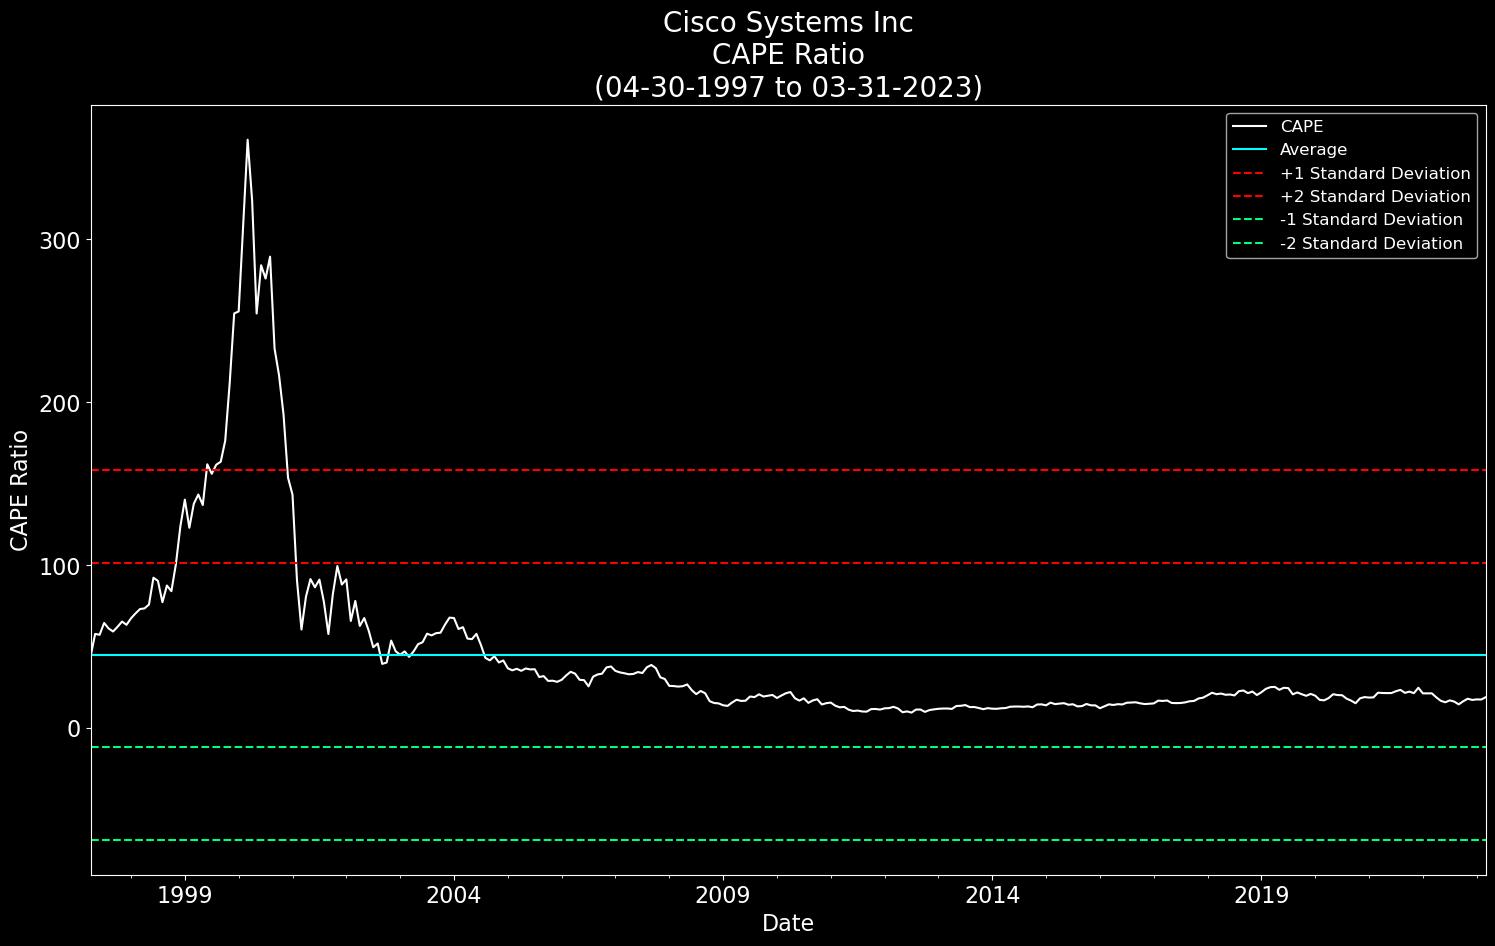 Cisco Systems Inc
CAPE Ratio
(04-30-1997 to 03-31-2023)
CAPE
Average
+1 Standard Deviation
+2 Standard Deviation
-1 Standard Deviation
-2 Standard Deviation
300
200
100
0
CAPE Ratio
1999
2004
2009
2014
2019
Date